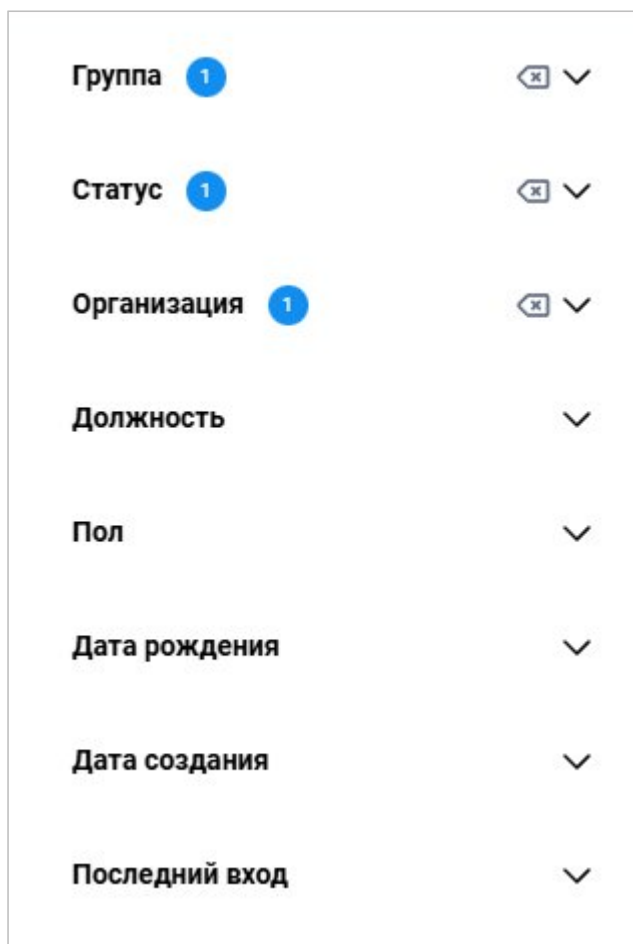 Группа 1
Статус 1
Организация 1
Должность
Пол
Дата рождения
Дата создания
Последний вход